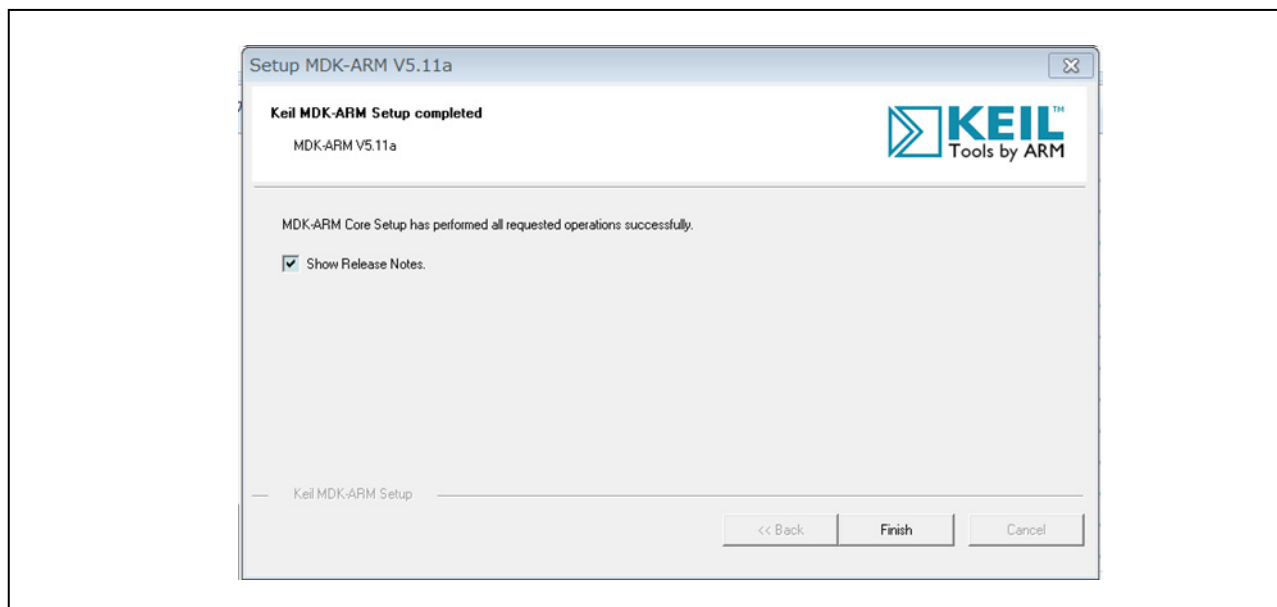 Setup MDK-ARM V5.11a
Keil MDK-ARM Setup completed
MDK-ARM V5.11a
KEIL™
Tools by ARM
MDK-ARM Core Setup has performed all requested operations successfully.
Show Release Notes.
Keil MDK-ARM Setup
<< Back Finish Cancel